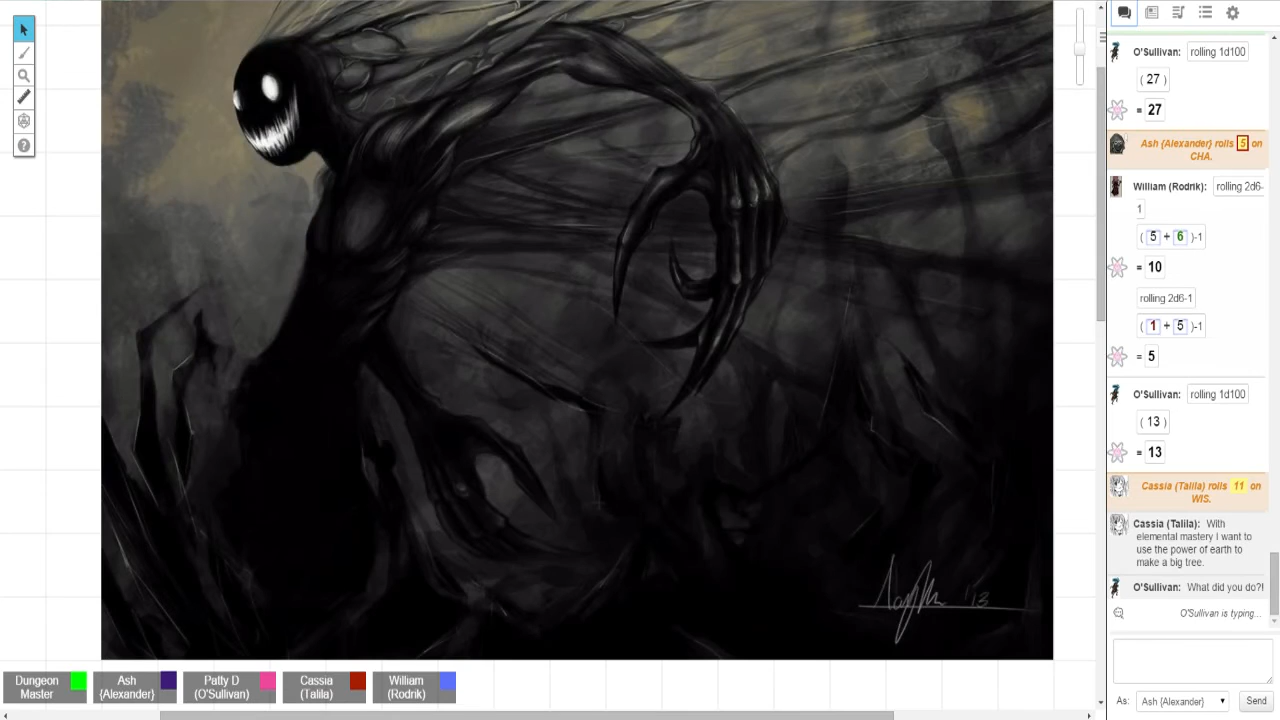 O'Sullivan: rolling 1d100
( 27 )
= 27
Ash {Alexander} rolls 5 on
CHA.
William (Rodrik): rolling 2d6-
1
( 5 + 6 )-1
= 10
rolling 2d6-1
( 1 + 5 )-1
= 5
O'Sullivan: rolling 1d100
( 13 )
= 13
Cassia (Talila) rolls 11 on
WIS.
Cassia (Talila): With
elemental mastery I want to
use the power of earth to
make a big tree.
O'Sullivan: What did you do?!
O'Sullivan is typing...
'13
Dungeon
Master
Ash
{Alexander}
Patty D
(O'Sullivan)
Cassia
(Talila)
William
(Rodrik)
As: Ash {Alexander}
Send